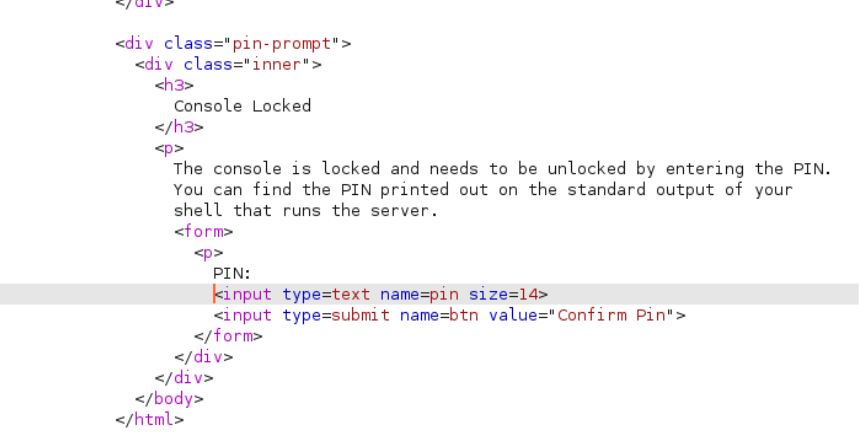 </div>
<div class="pin-prompt">
<div class="inner">
<h3>
Console Locked
</h3>
<p>
The console is locked and needs to be unlocked by entering the PIN.
You can find the PIN printed out on the standard output of your
shell that runs the server.
<form>
<p>
PIN:
<input type=text name=pin size=14>
<input type=submit name=btn value="Confirm Pin">
</form>
</div>
</div>
</body>
</html>